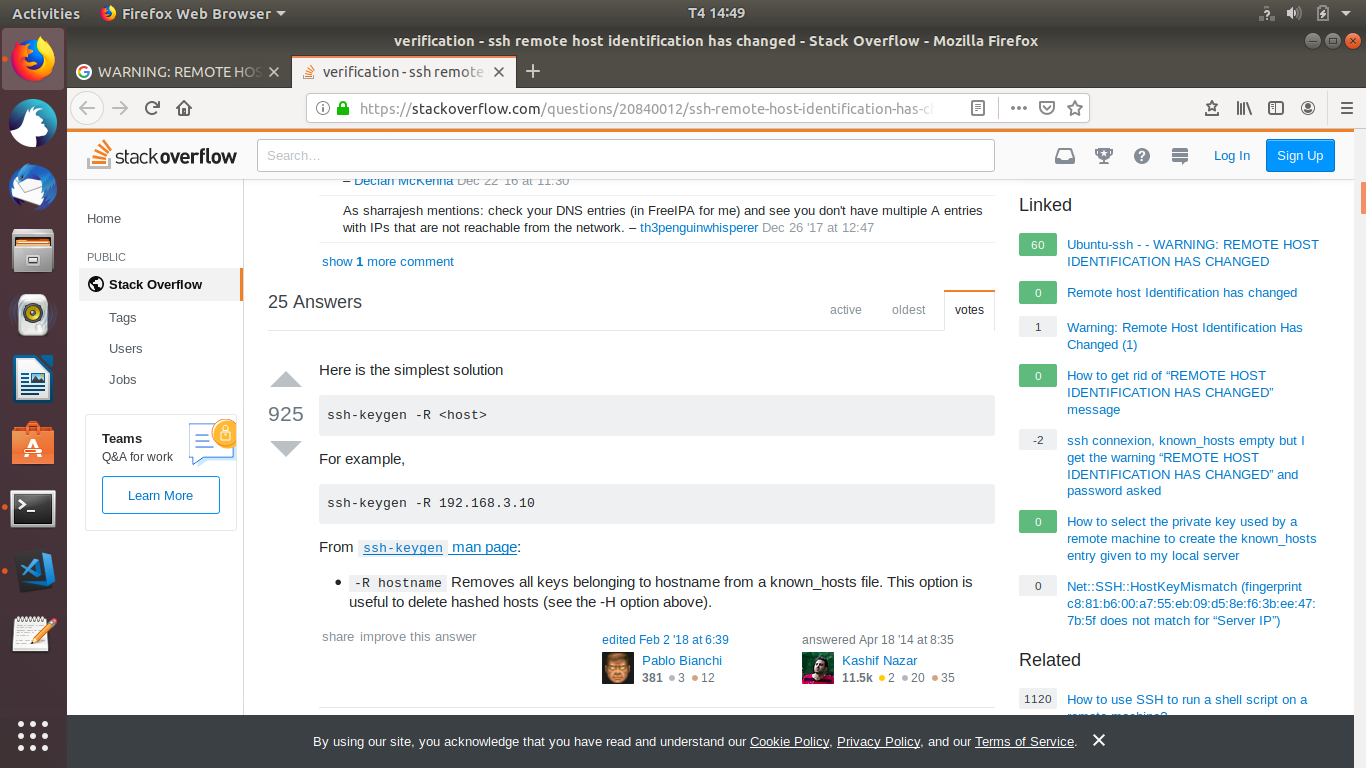 Activities
Firefox Web Browser
T4 14:49
verification - ssh remote host identification has changed - Stack Overflow - Mozilla Firefox
WARNING: REMOTE HOS
verification - ssh remote
https://stackoverflow.com/questions/20840012/ssh-remote-host-identification-has-c
stack overflow
Search…
Log In
Sign Up
Home
PUBLIC
Stack Overflow
Tags
Users
Jobs
Teams
Q&A for work
Learn More
– Declan McKenna Dec 22 '16 at 11:30
As sharrajesh mentions: check your DNS entries (in FreeIPA for me) and see you don't have multiple A entries
with IPs that are not reachable from the network. – th3penguinwhisperer Dec 26 '17 at 12:47
show 1 more comment
25 Answers
active
oldest
votes
925
Here is the simplest solution
ssh-keygen -R <host>
For example,
ssh-keygen -R 192.168.3.10
From ssh-keygen man page:
-R hostname Removes all keys belonging to hostname from a known_hosts file. This option is
useful to delete hashed hosts (see the -H option above).
share improve this answer
edited Feb 2 '18 at 6:39
Pablo Bianchi
381 3 12
answered Apr 18 '14 at 8:35
Kashif Nazar
11.5k 2 20 35
Linked
60 Ubuntu-ssh - - WARNING: REMOTE HOST
IDENTIFICATION HAS CHANGED
0 Remote host Identification has changed
1 Warning: Remote Host Identification Has
Changed (1)
0 How to get rid of “REMOTE HOST
IDENTIFICATION HAS CHANGED”
message
-2 ssh connexion, known_hosts empty but I
get the warning “REMOTE HOST
IDENTIFICATION HAS CHANGED” and
password asked
0 How to select the private key used by a
remote machine to create the known_hosts
entry given to my local server
0 Net::SSH::HostKeyMismatch (fingerprint
c8:81:b6:00:a7:55:eb:09:d5:8e:f6:3b:ee:47:
7b:5f does not match for “Server IP”)
Related
1120 How to use SSH to run a shell script on a
remote machine?
By using our site, you acknowledge that you have read and understand our Cookie Policy, Privacy Policy, and our Terms of Service.